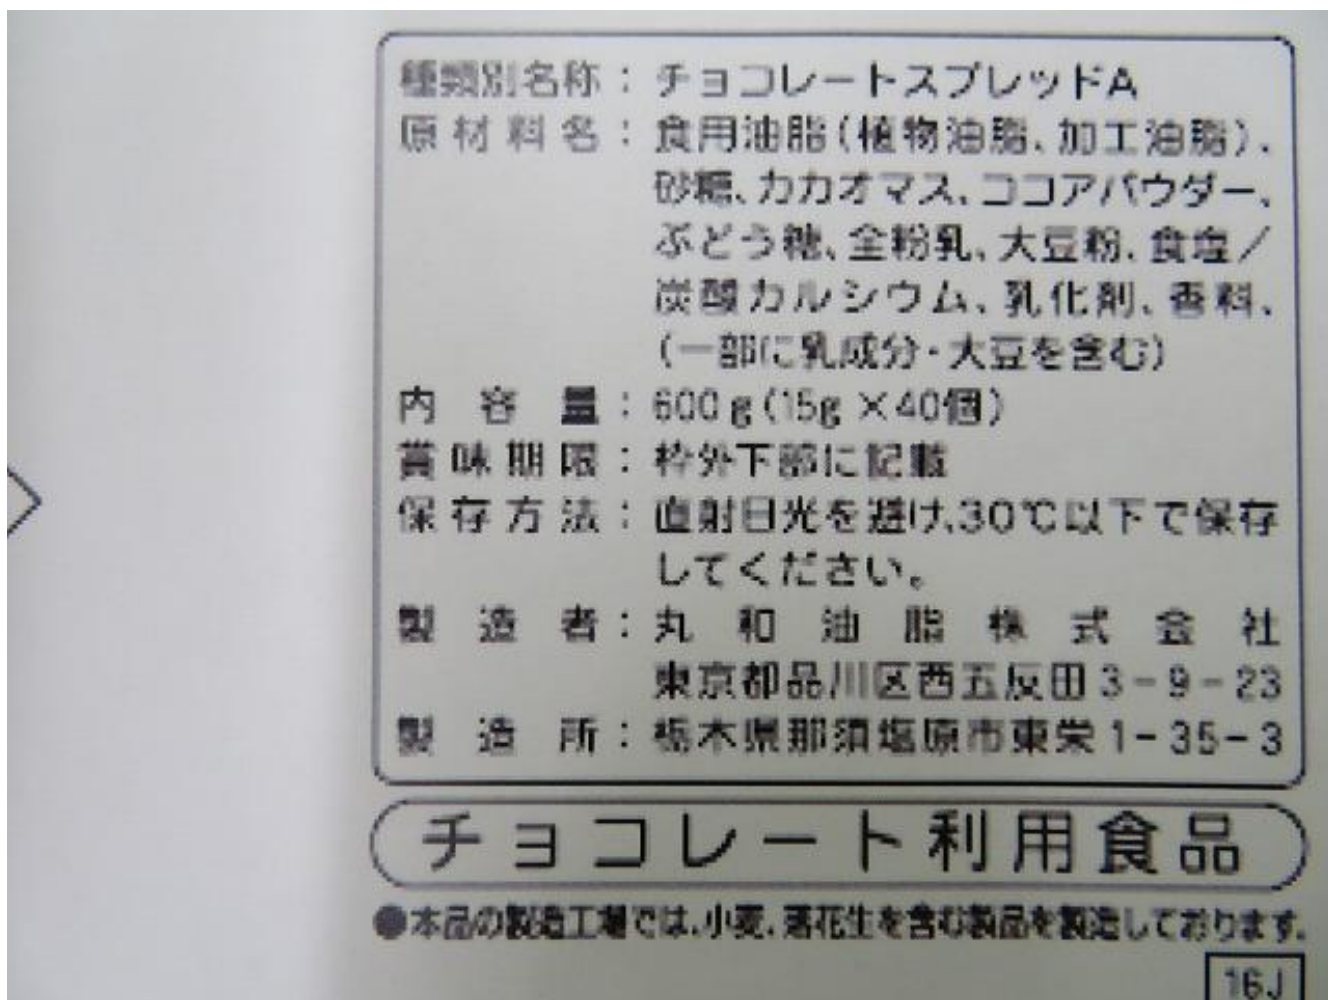 種類別名称：チョコレートスプレッドA
原材料名：食用油脂(植物油脂、加工油脂)、
砂糖、カカオマス、ココアパウダー、
ぶどう糖、全粉乳、大豆粉、食塩／
炭酸カルシウム、乳化剤、香料、
(一部に乳成分・大豆を含む)
内容量：600g(15g×40個)
賞味期限：枠外下部に記載
保存方法：直射日光を避け、30℃以下で保存
してください。
製造者：丸和油脂株式会社
東京都品川区西五反田3-9-23
製造所：栃木県那須塩原市東栄1-35-3
チョコレート利用食品
●本品の製造工場では、小麦、落花生を含む製品を製造しております。
16J